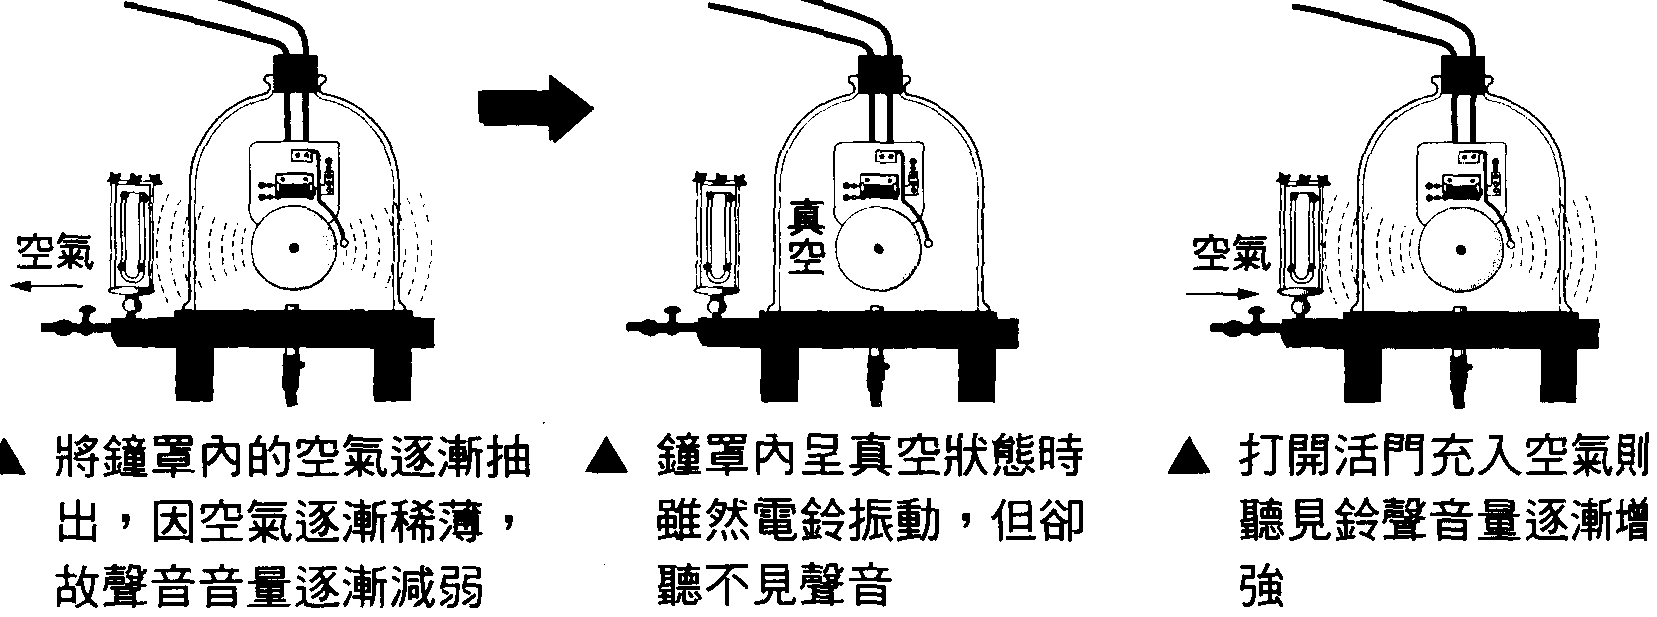 空氣
真空
空氣
▲ 將鐘罩內的空氣逐漸抽
出，因空氣逐漸稀薄，
故聲音音量逐漸減弱
▲ 鐘罩內呈真空狀態時
雖然電鈴振動，但卻
聽不見聲音
▲ 打開活門充入空氣則
聽見鈴聲音量逐漸增
強